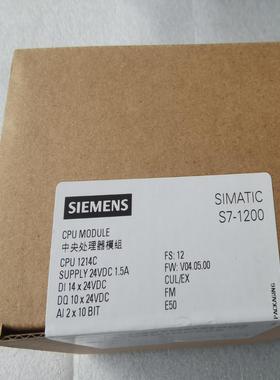 SIEMENS
SIMATIC
S7-1200
CPU MODULE
中央处理器模组
CPU 1214C
SUPPLY 24VDC 1.5A
DI 14 x 24VDC
DQ 10 x 24VDC
AI 2 x 10 BIT
FS: 12
FW: V04.05.00
CUL/EX
FM
E50
PACKAGING